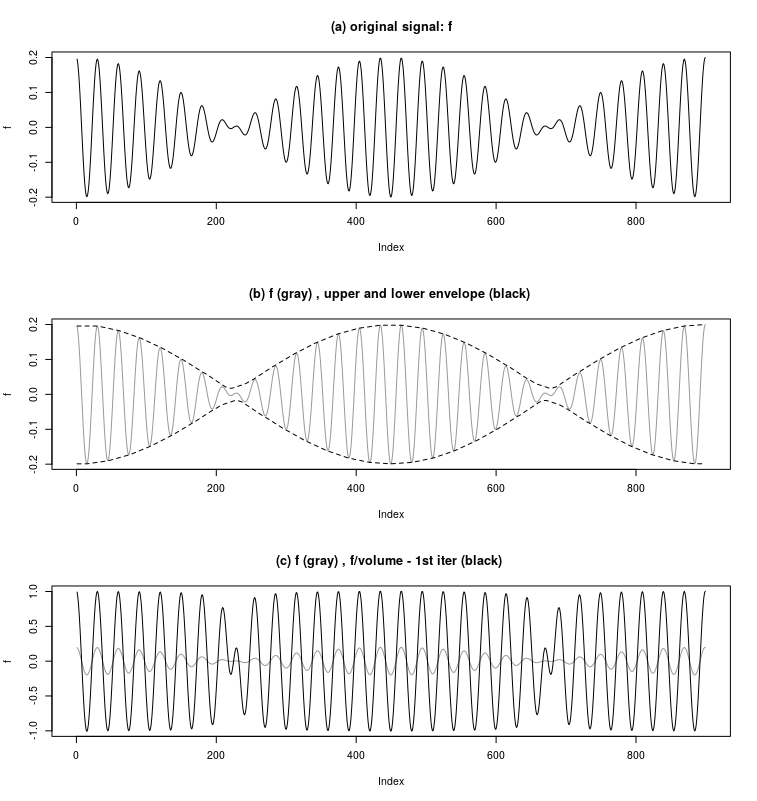 (a) original signal: f
0.2
0.1
0.0
-0.1
-0.2
f
0 200 400 600 800
Index
(b) f (gray) , upper and lower envelope (black)
0.2
0.1
0.0
-0.1
-0.2
f
0 200 400 600 800
Index
(c) f (gray) , f/volume - 1st iter (black)
1.0
0.5
0.0
-0.5
-1.0
f
0 200 400 600 800
Index